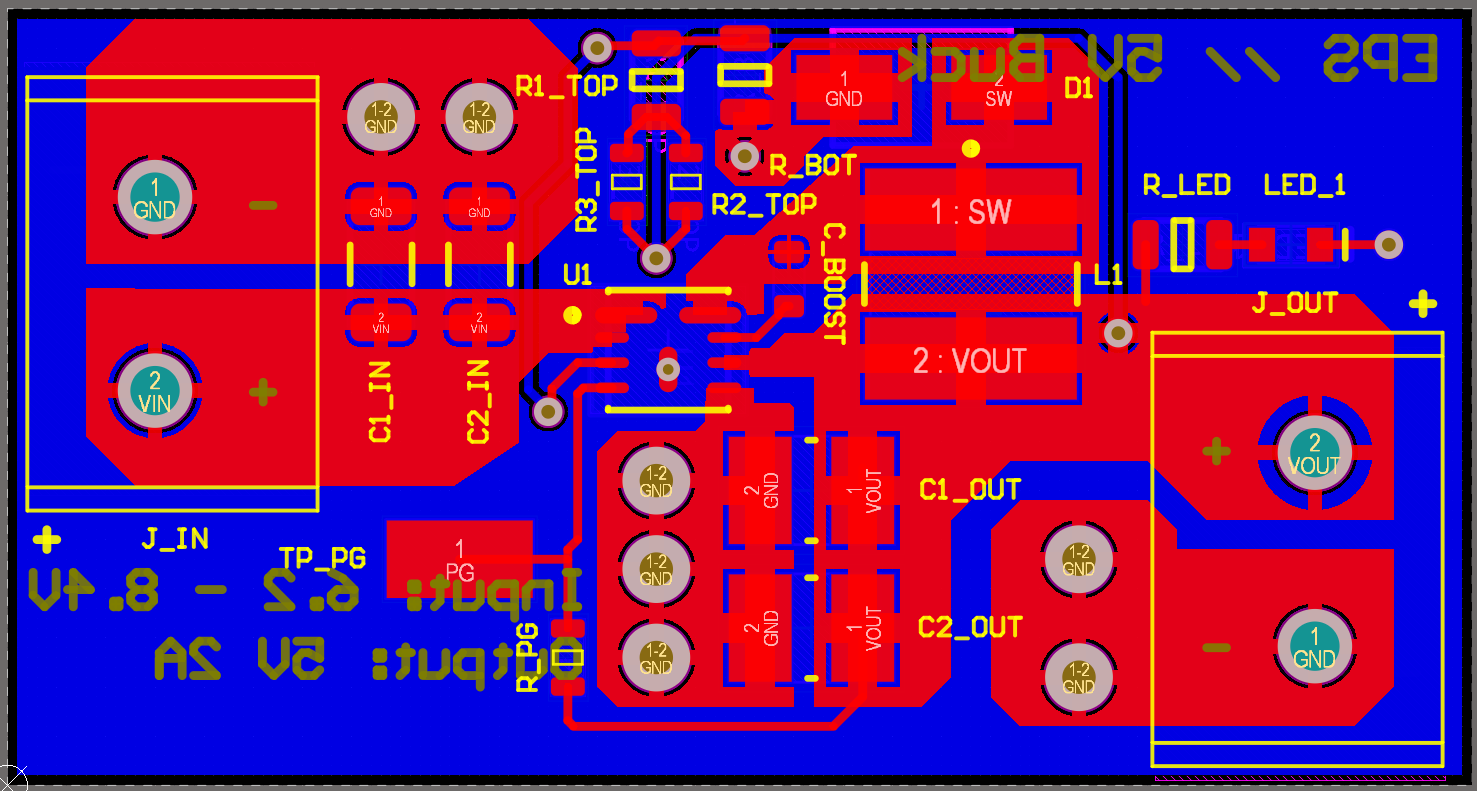 EPS // 5V Buck
R1_TOP
1
GND
2
SW
D1
1-2
GND
1-2
GND
R3_TOP
R_BOT
R_LED
LED_1
1
GND
-
1
GND
1
GND
R2_TOP
1 : SW
C_BOOST
U1
L1
J_OUT
+
2
VIN
2
VIN
2 : VOUT
2
VIN
+
C1_IN
C2_IN
+
2
VOUT
1-2
GND
2
GND
1
VOUT
C1_OUT
+
J_IN
TP_PG
1
PG
1-2
GND
1-2
GND
Input: 6.2 - 8.4V
Output: 5V 2A
R_PG
1-2
GND
2
GND
1
VOUT
C2_OUT
1-2
GND
-
1
GND